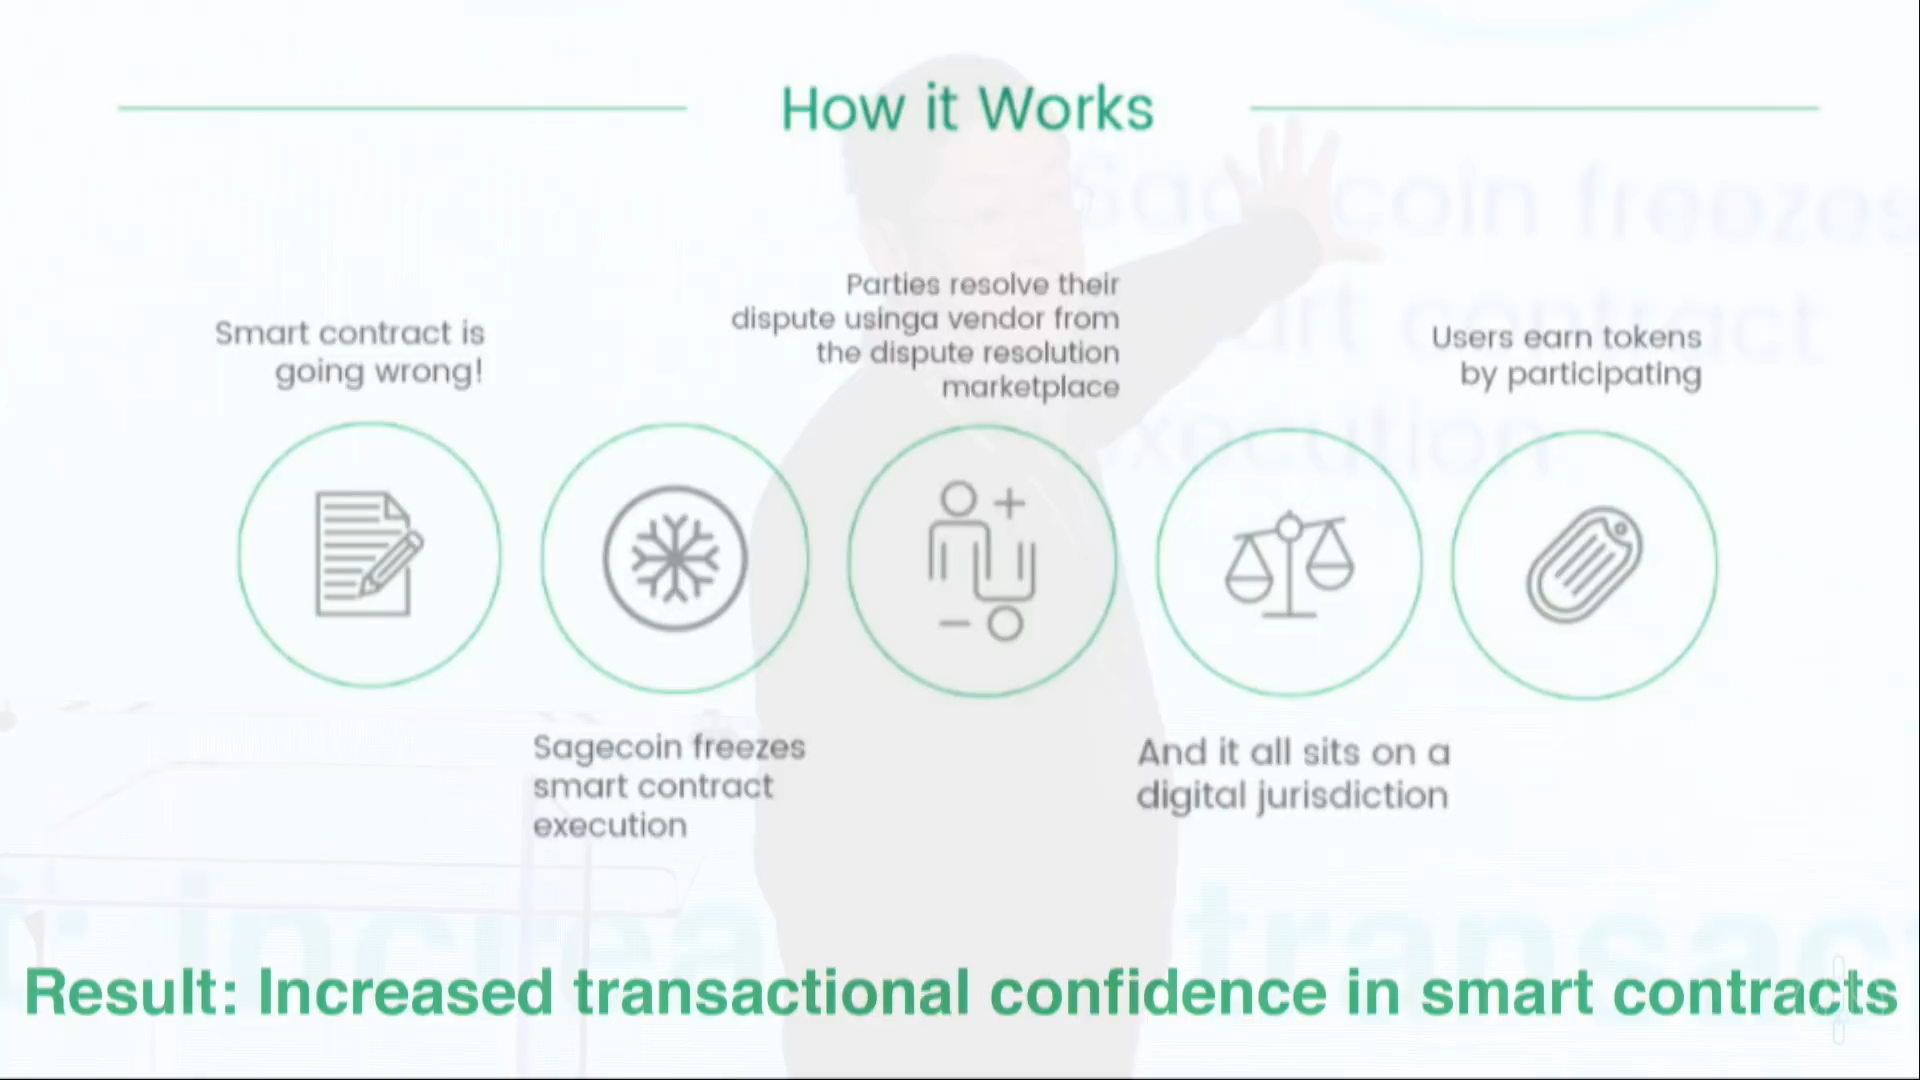 How it Works
Smart contract is
going wrong!
Sagecoin freezes
smart contract
execution
Parties resolve their
dispute usinga vendor from
the dispute resolution
marketplace
And it all sits on a
digital jurisdiction
Users earn tokens
by participating
Result: Increased transactional confidence in smart contracts